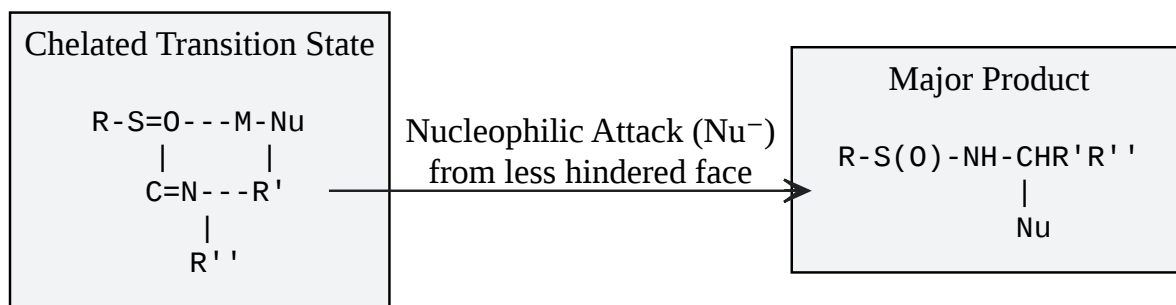 Chelated Transition State
R-S=O---M-Nu
|     |
C=N---R'
|
R''
Nucleophilic Attack (Nu⁻)
from less hindered face
Major Product
R-S(O)-NH-CHR'R''
|
Nu